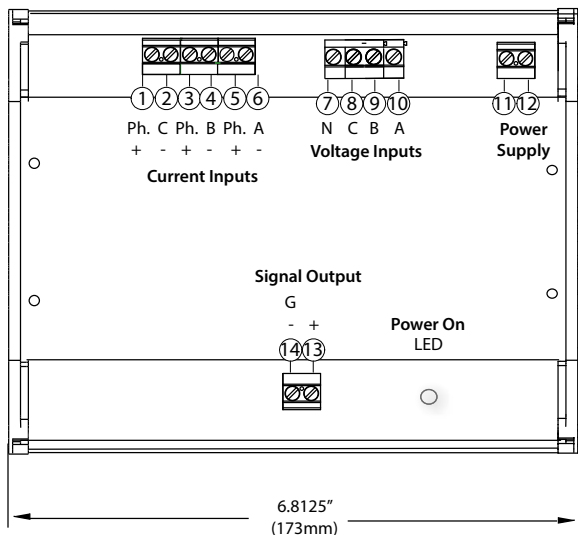 1 2 3 4 5 6
7 8 9 10
11 12
Ph. C Ph. B Ph. A
N C B A
Power
Supply
+ - + - + -
Voltage Inputs
Current Inputs
Signal Output
G
- +
14 13
Power On
LED
6.8125”
(173mm)